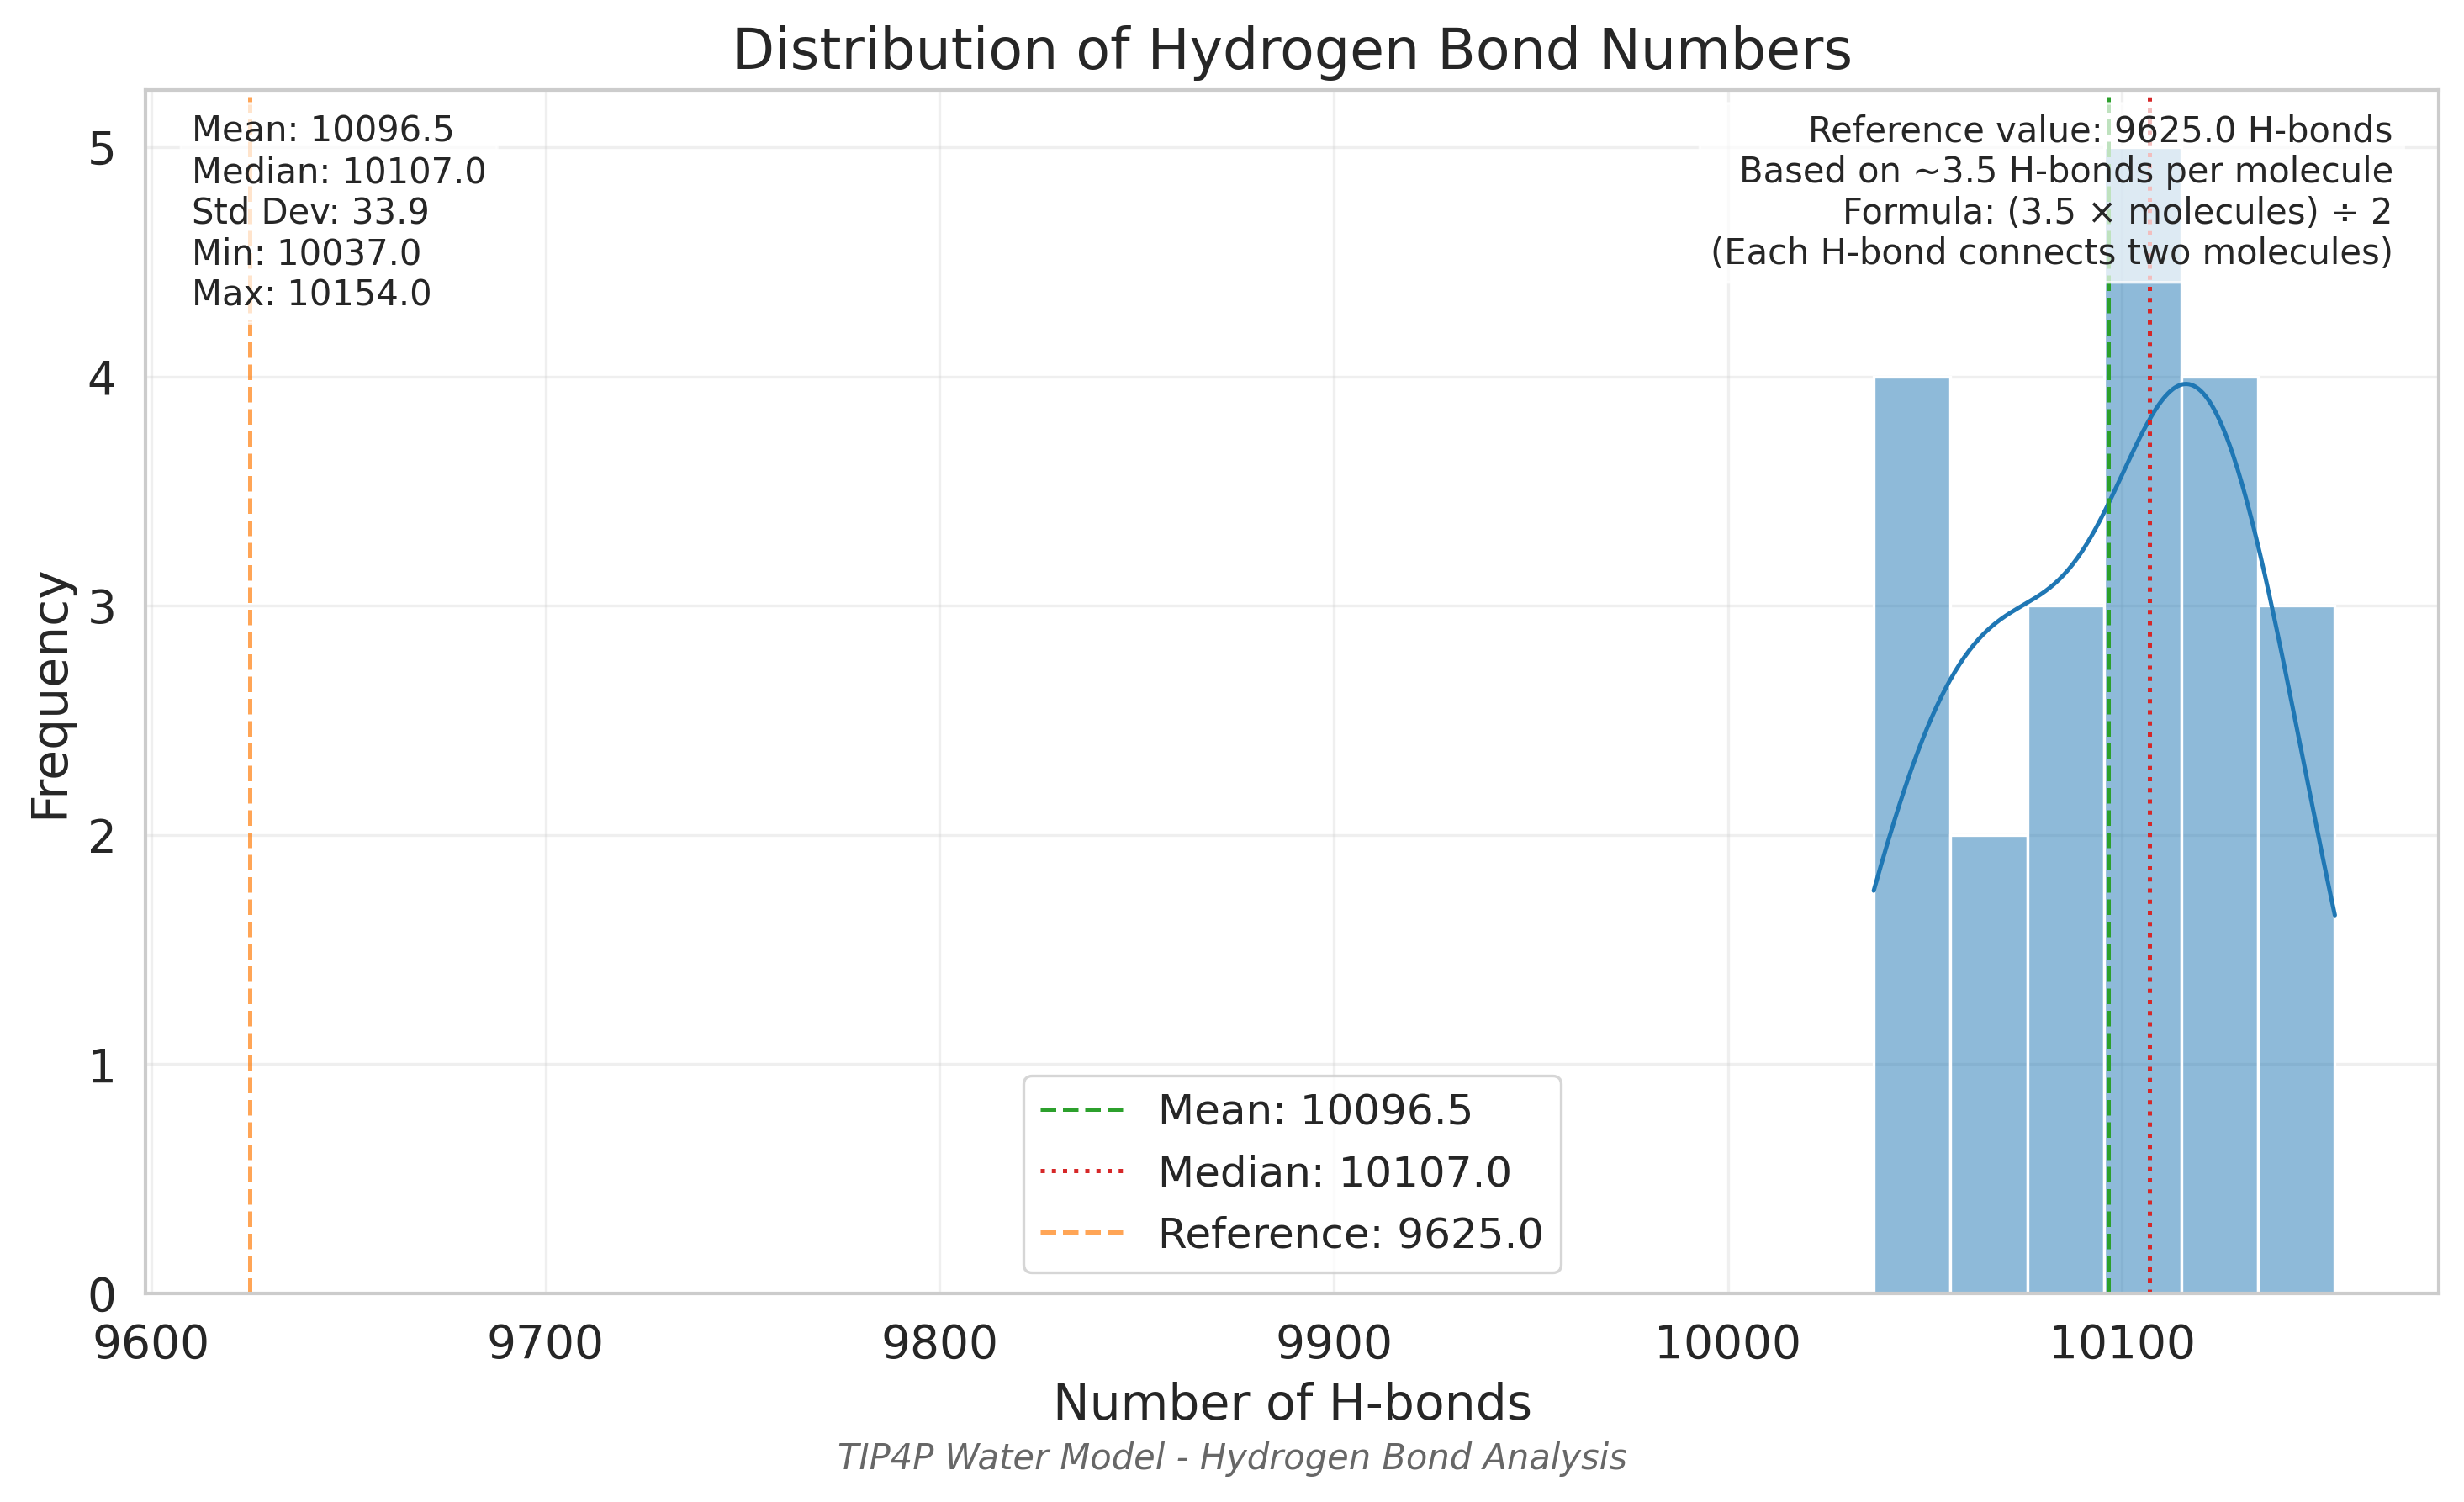 Distribution of Hydrogen Bond Numbers
Mean: 10096.5
Median: 10107.0
Std Dev: 33.9
Min: 10037.0
Max: 10154.0
Reference value: 9625.0 H-bonds
Based on ~3.5 H-bonds per molecule
Formula: (3.5 × molecules) ÷ 2
(Each H-bond connects two molecules)
Frequency
5
4
3
2
1
0
Mean: 10096.5
Median: 10107.0
Reference: 9625.0
9600 9700 9800 9900 10000 10100
Number of H-bonds
TIP4P Water Model - Hydrogen Bond Analysis